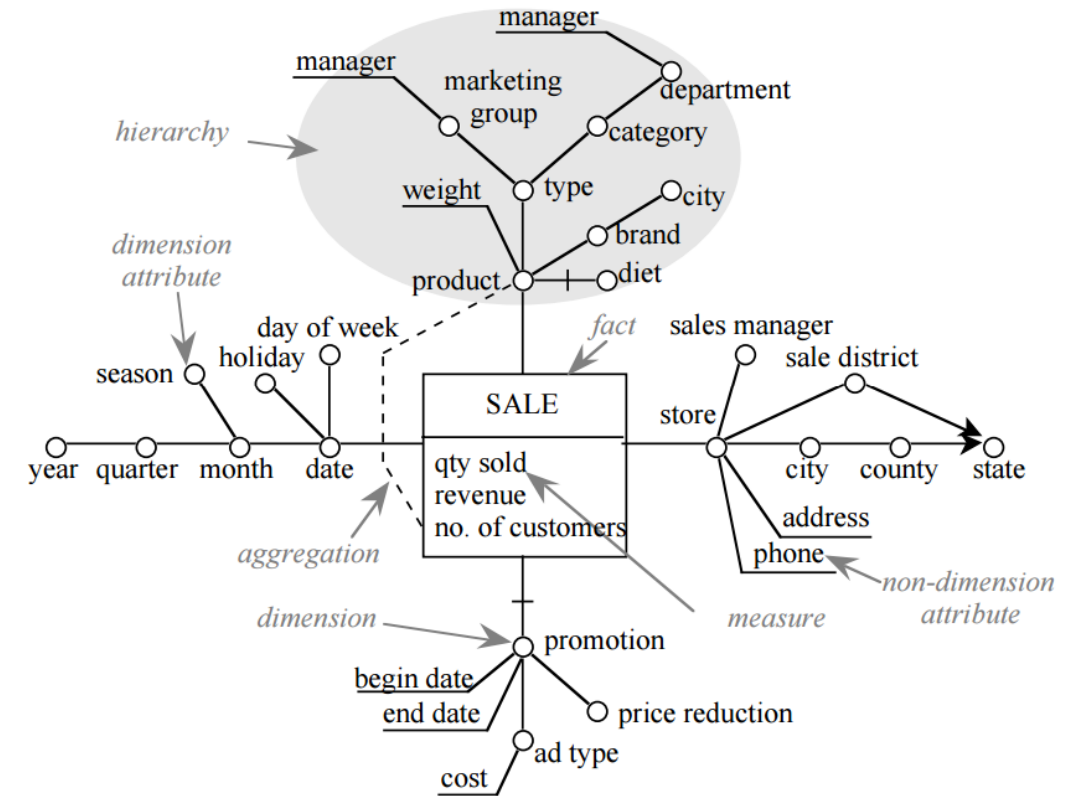 manager
manager
marketing
group
department
hierarchy
category
type
weight
city
brand
dimension
attribute
product
diet
day of week
fact
sales manager
holiday
sale district
season
SALE
store
year
quarter
month
date
qty sold
revenue
no. of customers
city
county
state
address
phone
aggregation
non-dimension
attribute
dimension
measure
promotion
begin date
end date
price reduction
ad type
cost